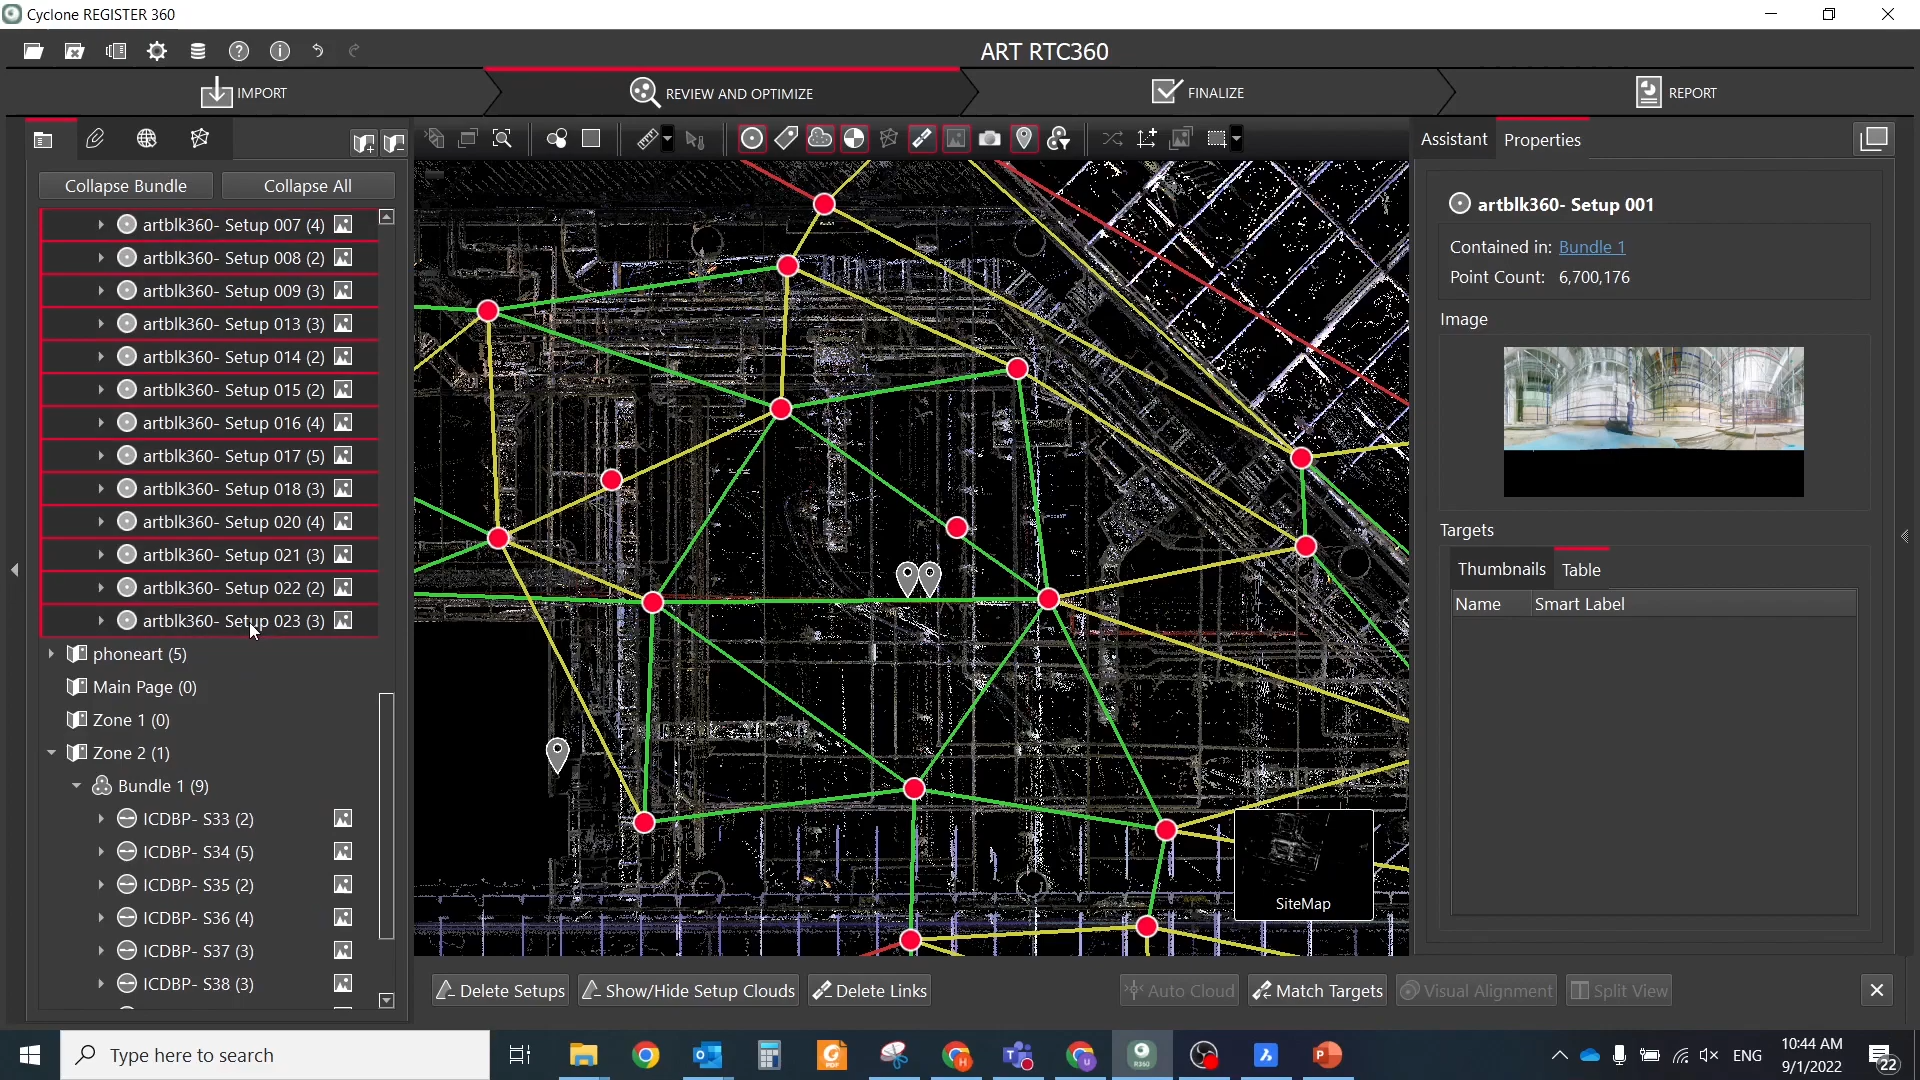 Cyclone REGISTER 360
ART RTC360
IMPORT
REVIEW AND OPTIMIZE
FINALIZE
REPORT
Assistant
Properties
Collapse Bundle
Collapse All
artblk360- Setup 007 (4)
artblk360- Setup 008 (2)
artblk360- Setup 009 (3)
artblk360- Setup 013 (3)
artblk360- Setup 014 (2)
artblk360- Setup 015 (2)
artblk360- Setup 016 (4)
artblk360- Setup 017 (5)
artblk360- Setup 018 (3)
artblk360- Setup 020 (4)
artblk360- Setup 021 (3)
artblk360- Setup 022 (2)
artblk360- Setup 023 (3)
phoneart (5)
Main Page (0)
Zone 1 (0)
Zone 2 (1)
Bundle 1 (9)
ICDBP- S33 (2)
ICDBP- S34 (5)
ICDBP- S35 (2)
ICDBP- S36 (4)
ICDBP- S37 (3)
ICDBP- S38 (3)
SiteMap
artblk360- Setup 001
Contained in: Bundle 1
Point Count: 6,700,176
Image
Targets
Thumbnails
Table
Name
Smart Label
Delete Setups
Show/Hide Setup Clouds
Delete Links
Auto Cloud
Match Targets
Visual Alignment
Split View
Type here to search
PDF
R360
ENG
10:44 AM
9/1/2022
22